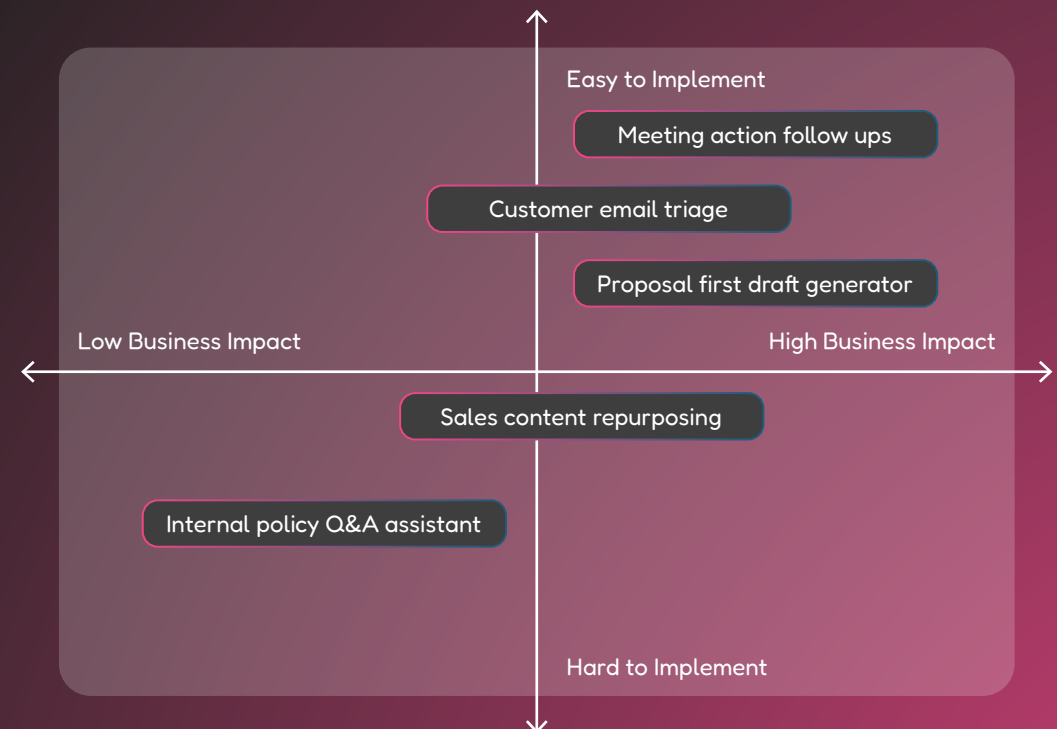 Easy to Implement
Meeting action follow ups
Customer email triage
Proposal first draft generator
Low Business Impact
High Business Impact
Sales content repurposing
Internal policy Q&A assistant
Hard to Implement